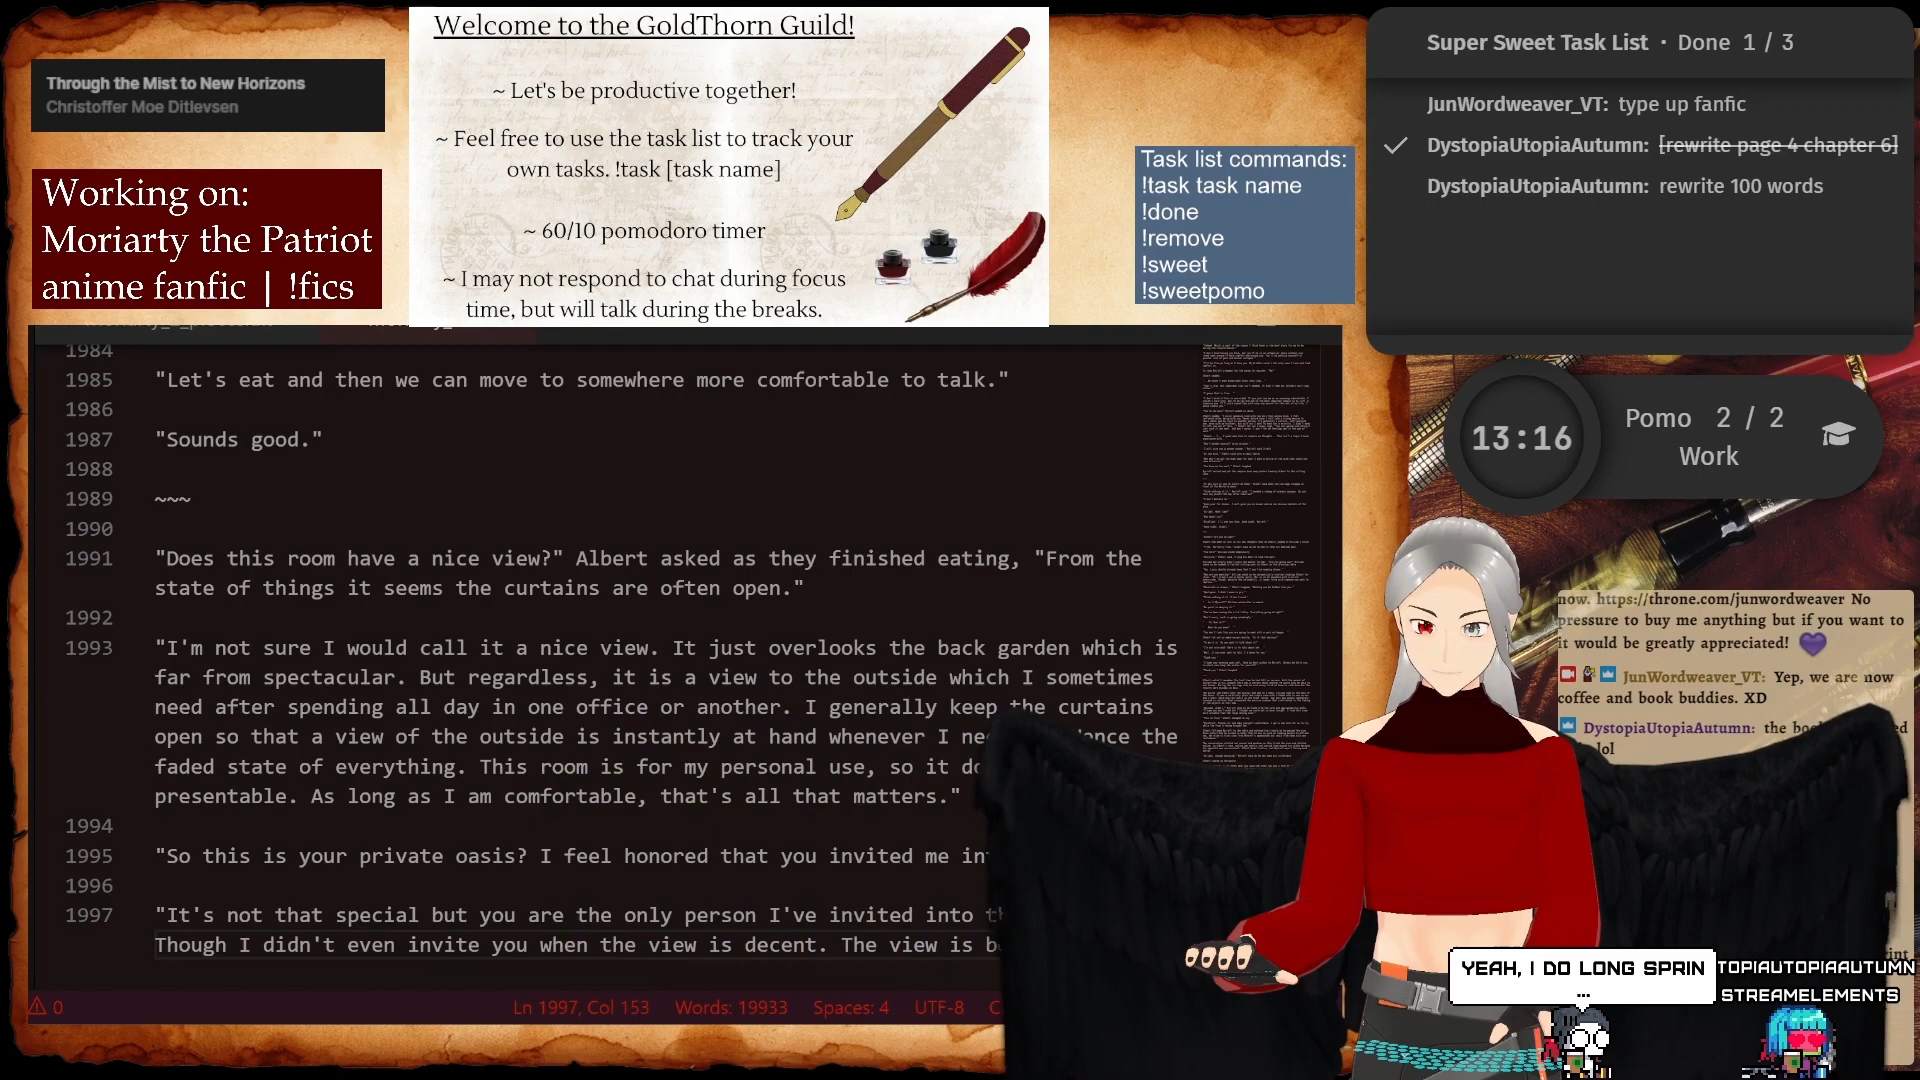 Through the Mist to New Horizons
Christoffer Moe Ditlevsen
Working on:
Moriarty the Patriot
anime fanfic | !fics
Welcome to the GoldThorn Guild!
~ Let's be productive together!
~ Feel free to use the task list to track your
own tasks. !task [task name]
~ 60/10 pomodoro timer
~ I may not respond to chat during focus
time, but will talk during the breaks.
Task list commands:
!task task name
!done
!remove
!sweet
!sweetpomo
Super Sweet Task List • Done 1 / 3
JunWordweaver_VT: type up fanfic
DystopiaUtopiaAutumn: [rewrite page 4 chapter 6]
DystopiaUtopiaAutumn: rewrite 100 words
13:16
Pomo 2 / 2
Work
1984
1985 "Let's eat and then we can move to somewhere more comfortable to talk."
1986
1987 "Sounds good."
1988
1989 ~~~
1990
1991 "Does this room have a nice view?" Albert asked as they finished eating, "From the
state of things it seems the curtains are often open."
1992
1993 "I'm not sure I would call it a nice view. It just overlooks the back garden which is
far from spectacular. But regardless, it is a view to the outside which I sometimes
need after spending all day in one office or another. I generally keep the curtains
open so that a view of the outside is instantly at hand whenever I the
faded state of everything. This room is for my personal use, so it
presentable. As long as I am comfortable, that's all that matters."
1994
1995 "So this is your private oasis? I feel honored that you invited me
1996
1997 "It's not that special but you are the only person I've invited into
Though I didn't even invite you when the view is decent. The view is
0
Ln 1997, Col 153 Words: 19933 Spaces: 4 UTF-8
now. https://throne.com/junwordweaver No
pressure to buy me anything but if you want to
it would be greatly appreciated!
JunWordweaver_VT: Yep, we are now
coffee and book buddies. XD
DystopiaUtopiaAutumn: the
lol
YEAH, I DO LONG SPRIN
...
TOPIAUTOPIAAUTUMN
STREAMELEMENTS